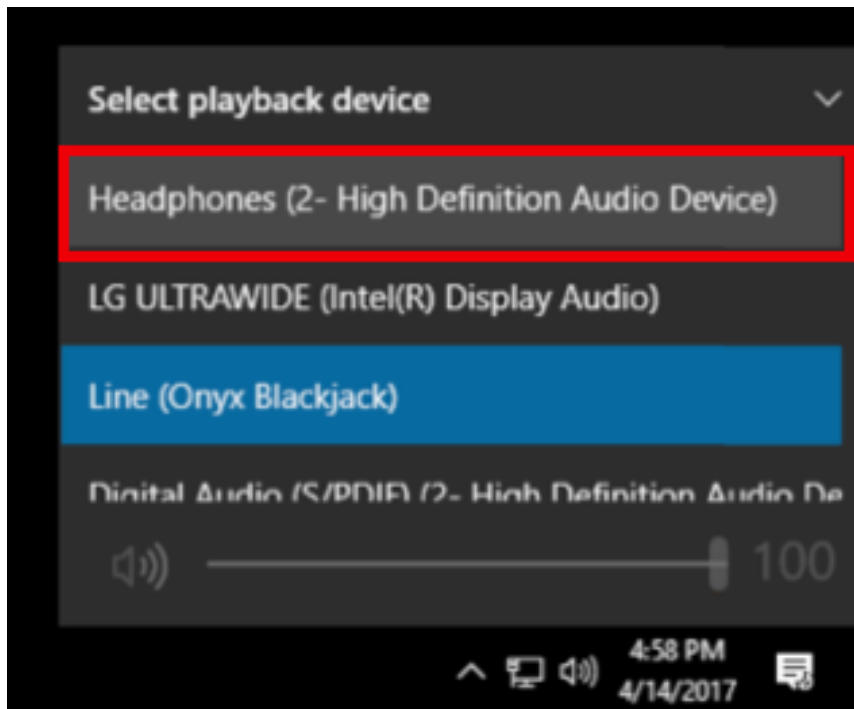 Select playback device
Headphones (2- High Definition Audio Device)
LG ULTRAWIDE (Intel(R) Display Audio)
Line (Onyx Blackjack)
Digital Audio (S/PDIF) (2- High Definition Audio De
100
4:58 PM
4/14/2017